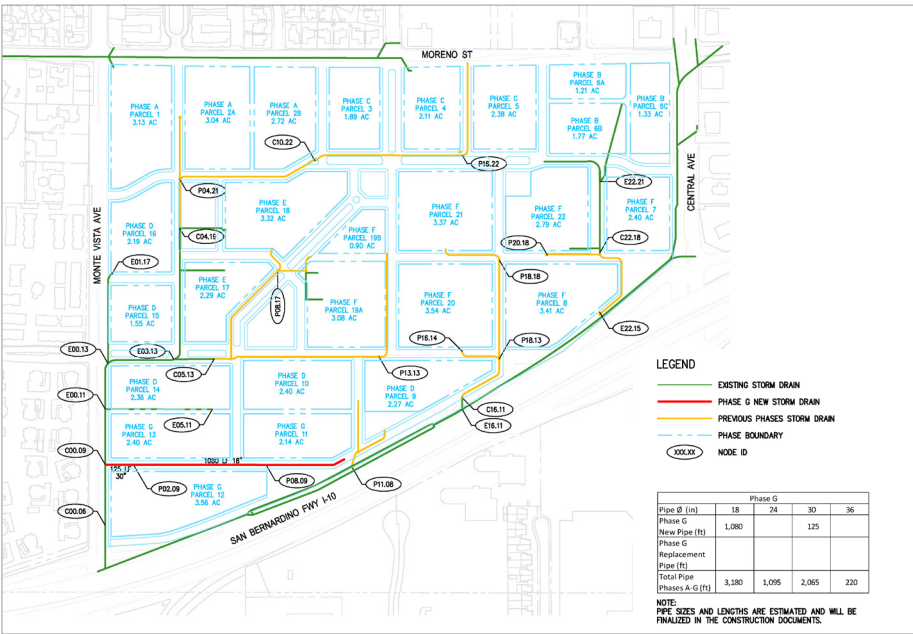 MORENO ST
PHASE A
PARCEL 1
3.13 AC
PHASE A
PARCEL 2A
3.04 AC
PHASE A
PARCEL 2B
2.72 AC
PHASE C
PARCEL 3
1.89 AC
PHASE C
PARCEL 4
2.11 AC
PHASE C
PARCEL 5
2.38 AC
PHASE B
PARCEL 6A
1.21 AC
PHASE B
PARCEL 6B
1.77 AC
PHASE B
PARCEL 6C
1.33 AC
C10.22
P16.22
P04.21
E22.21
CENTRAL AVE
MONTE VISTA AVE
PHASE D
PARCEL 16
2.19 AC
PHASE E
PARCEL 18
3.32 AC
PHASE F
PARCEL 19B
0.90 AC
PHASE F
PARCEL 21
3.37 AC
PHASE F
PARCEL 22
2.79 AC
PHASE F
PARCEL 7
2.40 AC
C04.19
P20.18
C22.18
E01.17
P18.18
P08.17
PHASE E
PARCEL 17
2.29 AC
PHASE D
PARCEL 15
1.55 AC
PHASE F
PARCEL 19A
3.08 AC
PHASE F
PARCEL 20
3.54 AC
PHASE F
PARCEL 8
3.41 AC
E22.15
P16.14
P18.13
E00.13
E03.13
C05.13
P13.13
PHASE D
PARCEL 14
2.36 AC
PHASE D
PARCEL 10
2.40 AC
PHASE D
PARCEL 9
2.27 AC
E00.11
E05.11
C16.11
E16.11
PHASE G
PARCEL 13
2.40 AC
PHASE G
PARCEL 11
2.14 AC
C00.09
1080 LF 18"
125 LF
30"
P02.09
P08.09
P11.08
PHASE G
PARCEL 12
3.56 AC
C00.06
SAN BERNARDINO FWY I-10
LEGEND
EXISTING STORM DRAIN
PHASE G NEW STORM DRAIN
PREVIOUS PHASES STORM DRAIN
PHASE BOUNDARY
XXX.XX NODE ID
Phase G
Pipe Ø (in) 18 24 30 36
Phase G
New Pipe (ft) 1,080 125
Phase G
Replacement
Pipe (ft)
Total Pipe
Phases A-G (ft) 3,180 1,095 2,065 220
NOTE:
PIPE SIZES AND LENGTHS ARE ESTIMATED AND WILL BE
FINALIZED IN THE CONSTRUCTION DOCUMENTS.